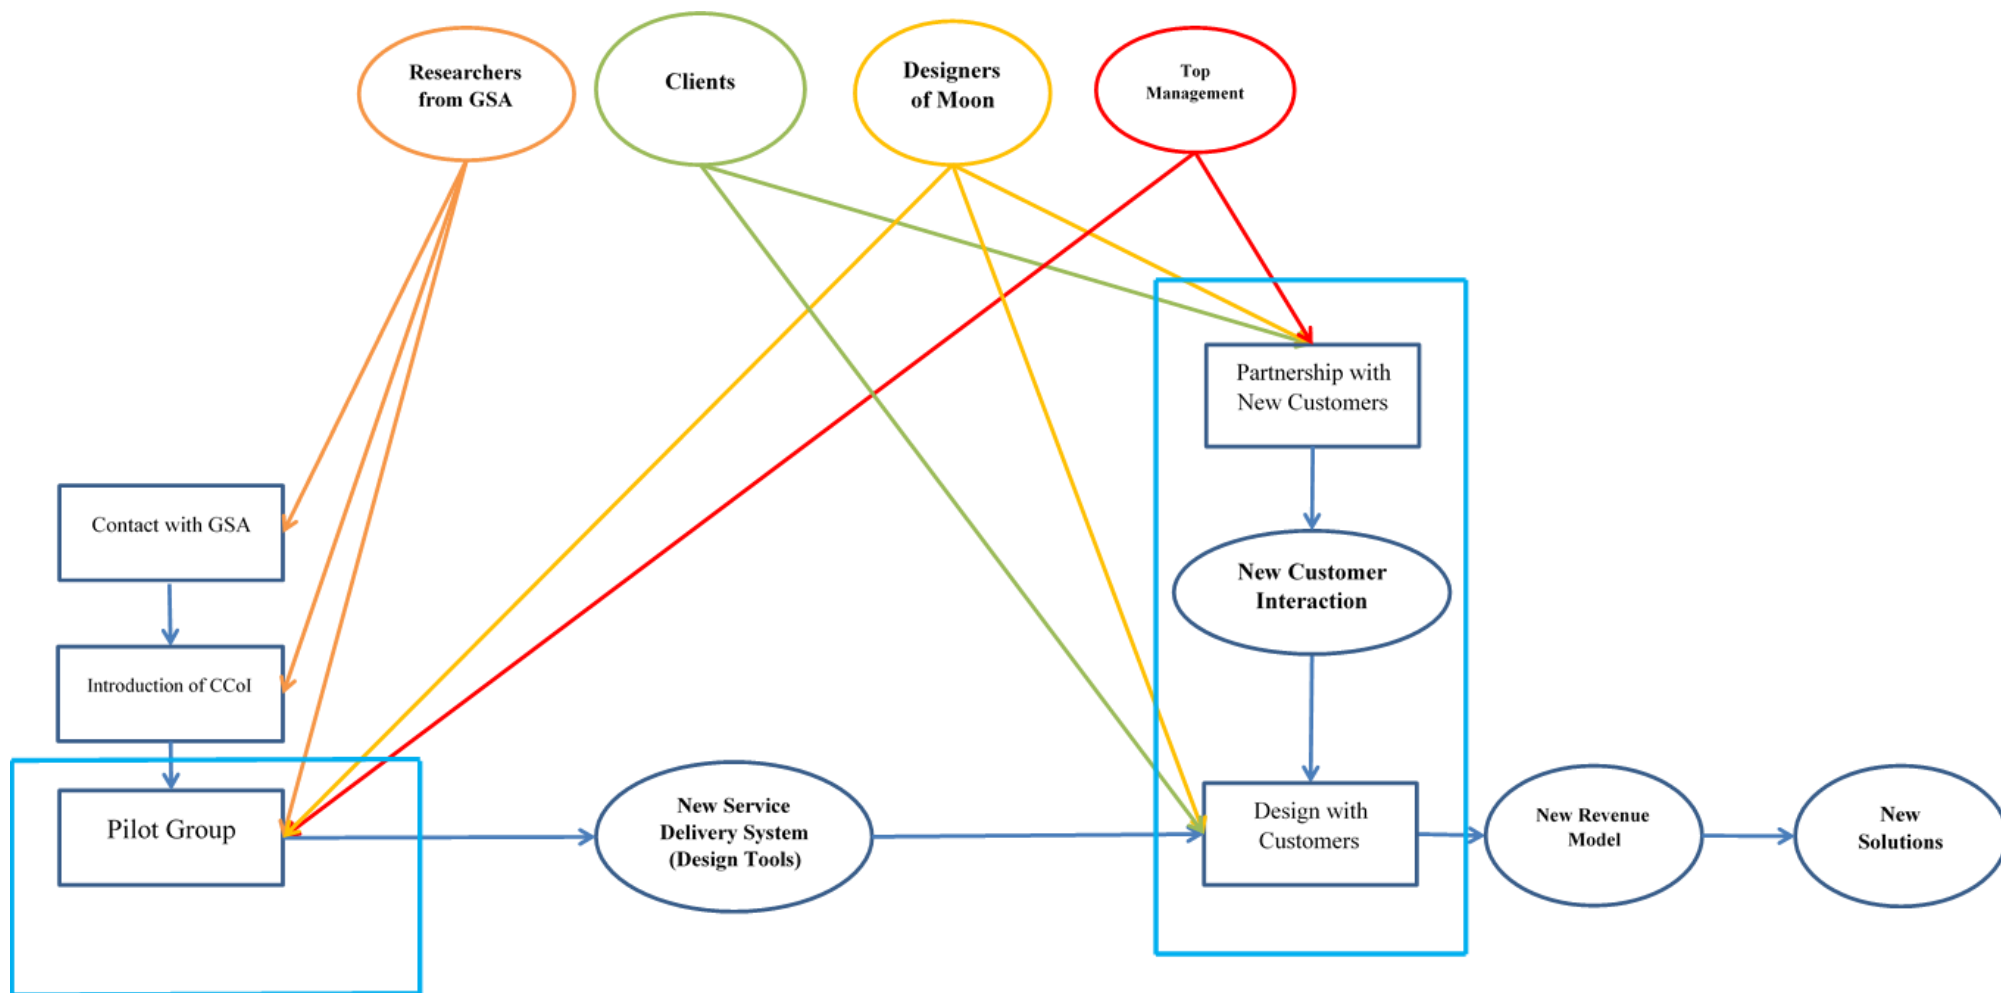 Researchers
from GSA
Clients
Designers
of Moon
Top
Management
Partnership with
New Customers
Contact with GSA
New Customer
Interaction
Introduction of CCoI
Pilot Group
New Service
Delivery System
(Design Tools)
Design with
Customers
New Revenue
Model
New
Solutions